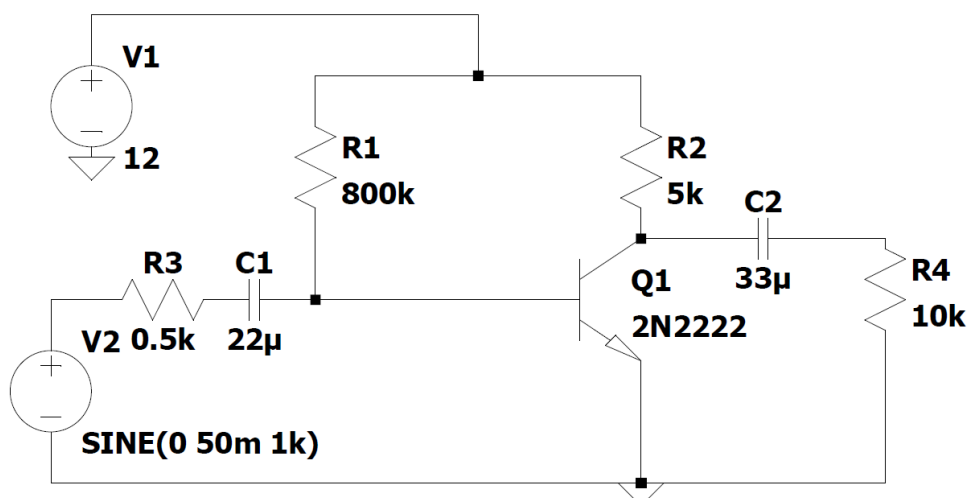 V1
12
R1
800k
R2
5k
C2
33µ
R3
0.5k
C1
22µ
Q1
2N2222
R4
10k
V2
SINE(0 50m 1k)